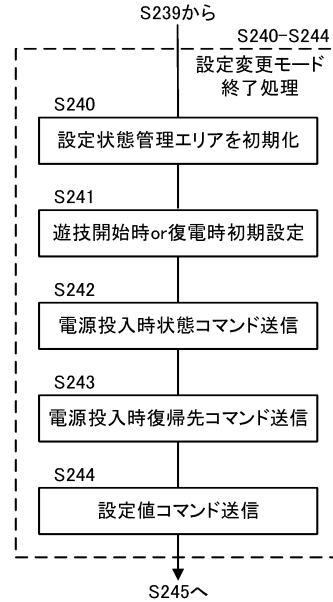 S239から
S240-S244
設定変更モード
終了処理
S240
設定状態管理エリアを初期化
S241
遊技開始時or復電時初期設定
S242
電源投入時状態コマンド送信
S243
電源投入時復帰先コマンド送信
S244
設定値コマンド送信
S245へ